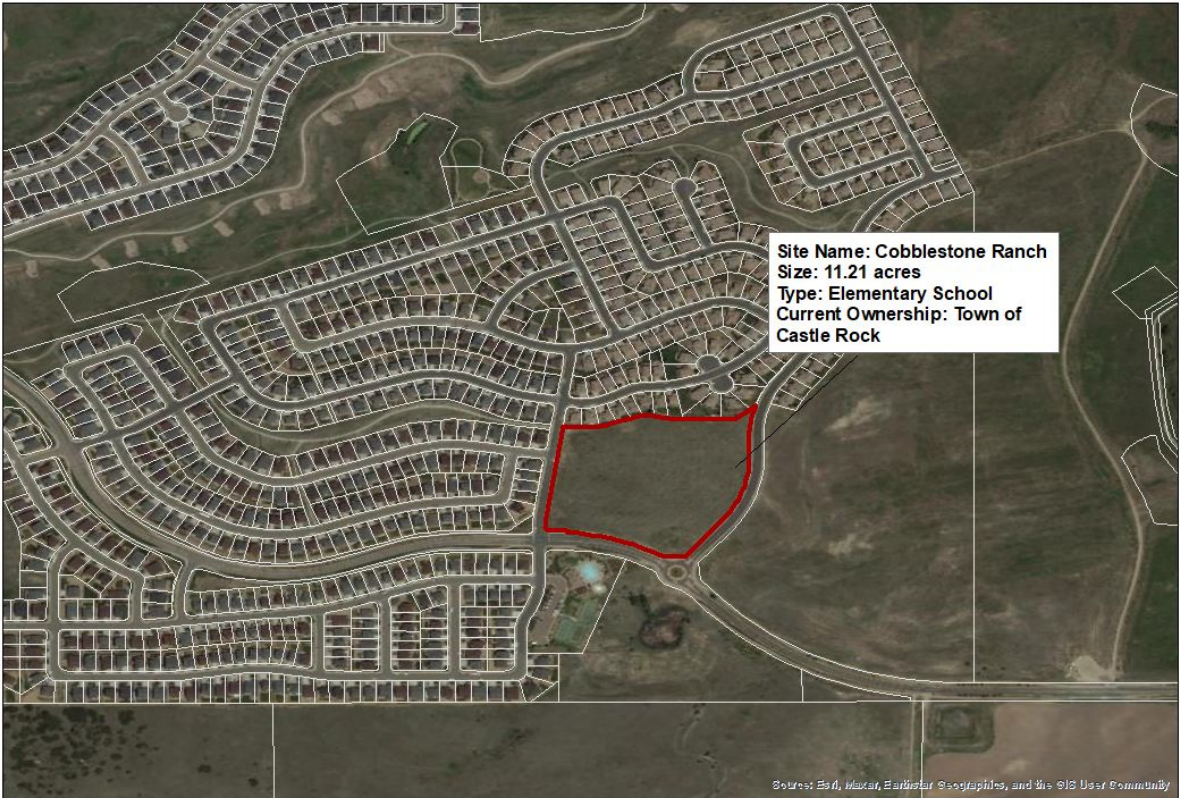 Site Name: Cobblestone Ranch
Size: 11.21 acres
Type: Elementary School
Current Ownership: Town of
Castle Rock
Source: Esri, Maxar, Earthstar Geographics, and the GIS User Community